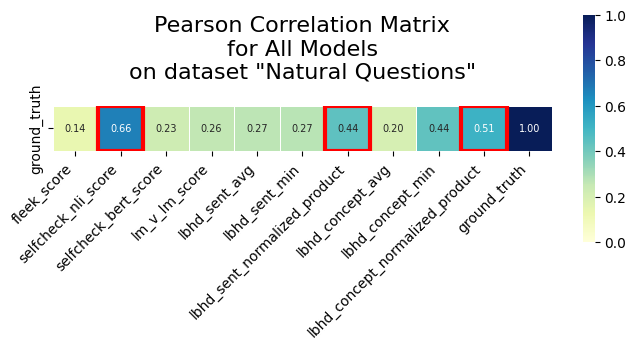 Pearson Correlation Matrix
for All Models
on dataset "Natural Questions"
ground_truth
0.14 0.66 0.23 0.26 0.27 0.27 0.44 0.20 0.44 0.51 1.00
fleek_score
selfcheck_nli_score
selfcheck_bert_score
lm_v_lm_score
lbhd_sent_avg
lbhd_sent_min
lbhd_sent_normalized_product
lbhd_concept_avg
lbhd_concept_min
lbhd_concept_normalized_product
ground_truth
1.0
0.8
0.6
0.4
0.2
0.0